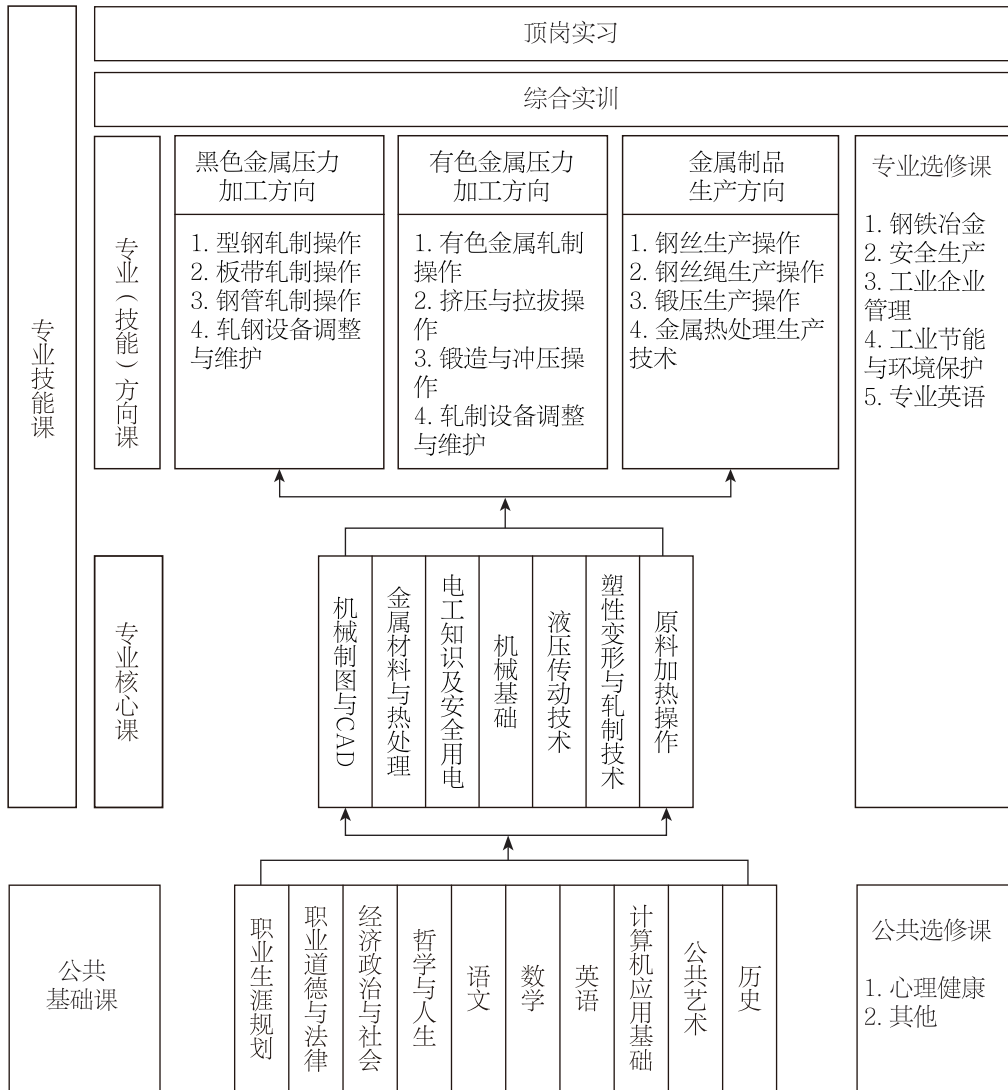 顶岗实习
综合实训
专业技能课
专业（技能）方向课
黑色金属压力
加工方向
1. 型钢轧制操作
2. 板带轧制操作
3. 钢管轧制操作
4. 轧钢设备调整
与维护
有色金属压力
加工方向
1. 有色金属轧制
操作
2. 挤压与拉拔操
作
3. 锻造与冲压操
作
4. 轧制设备调整
与维护
金属制品
生产方向
1. 钢丝生产操作
2. 钢丝绳生产操作
3. 锻压生产操作
4. 金属热处理生产
技术
专业选修课
1. 钢铁冶金
2. 安全生产
3. 工业企业
管理
4. 工业节能
与环境保护
5. 专业英语
专业核心课
机械制图与CAD
金属材料与热处理
电工知识及安全用电
机械基础
液压传动技术
塑性变形与轧制技术
原料加热操作
公共
基础课
职业生涯规划
职业道德与法律
经济政治与社会
哲学与人生
语文
数学
英语
计算机应用基础
公共艺术
历史
公共选修课
1. 心理健康
2. 其他